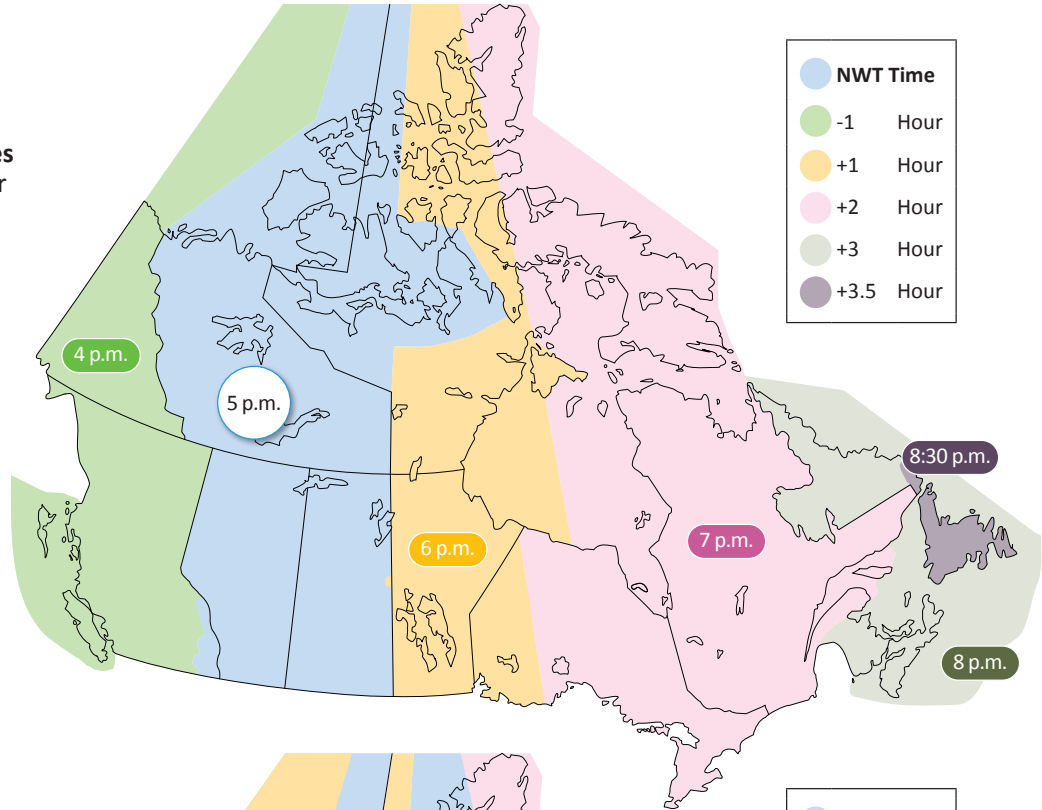 es
r
NWT Time
-1 Hour
+1 Hour
+2 Hour
+3 Hour
+3.5 Hour
4 p.m.
5 p.m.
8:30 p.m.
6 p.m.
7 p.m.
8 p.m.